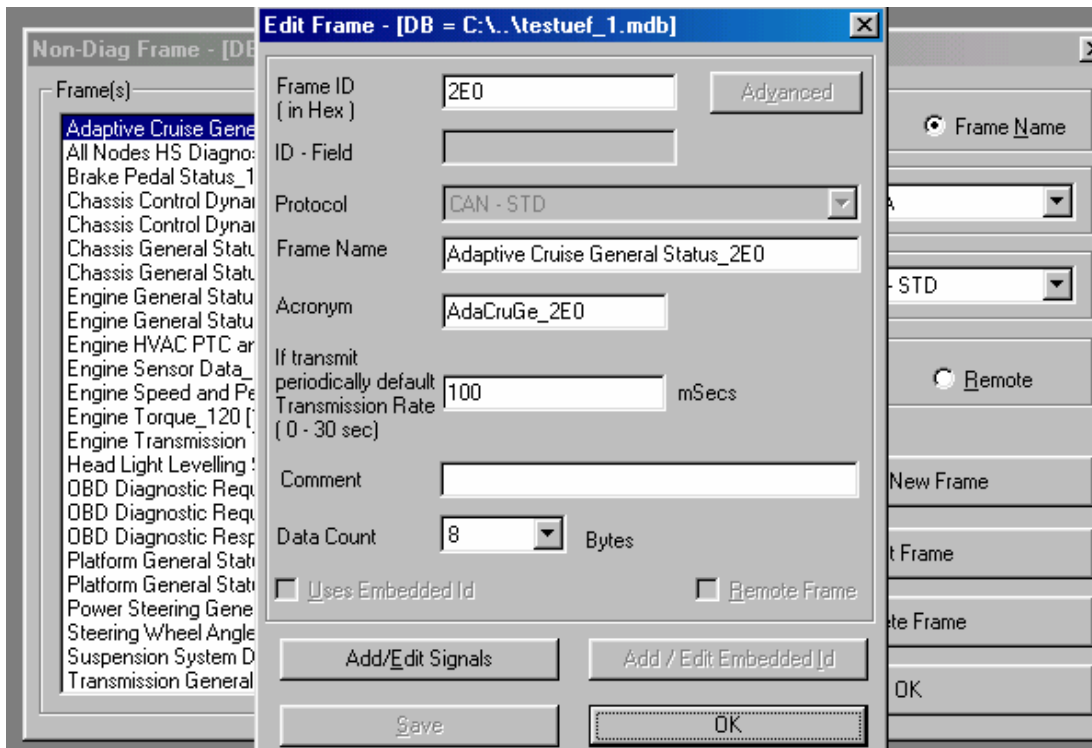 Non-Diag Frame - [DB
Frame(s)
Adaptive Cruise Gene
All Nodes HS Diagno
Brake Pedal Status_1
Chassis Control Dyna
Chassis Control Dyna
Chassis General Statu
Chassis General Statu
Engine General Statu
Engine General Statu
Engine HVAC PTC ar
Engine Sensor Data_
Engine Speed and Pe
Engine Torque_120 [
Engine Transmission
Head Light Levelling
OBD Diagnostic Requ
OBD Diagnostic Requ
OBD Diagnostic Resp
Platform General Stat
Platform General Stat
Power Steering Gene
Steering Wheel Angle
Suspension System D
Transmission General
Edit Frame - [DB = C:\..\testuef_1.mdb]
Frame ID
( in Hex )
2E0
Advanced
ID - Field
Protocol
CAN - STD
Frame Name
Adaptive Cruise General Status_2E0
Acronym
AdaCruGe_2E0
If transmit
periodically default
Transmission Rate
( 0 - 30 sec)
100
mSecs
Comment
Data Count
8
Bytes
Uses Embedded Id
Remote Frame
Add/Edit Signals
Add / Edit Embedded Id
Save
OK
Frame Name
- STD
Remote
New Frame
t Frame
te Frame
OK